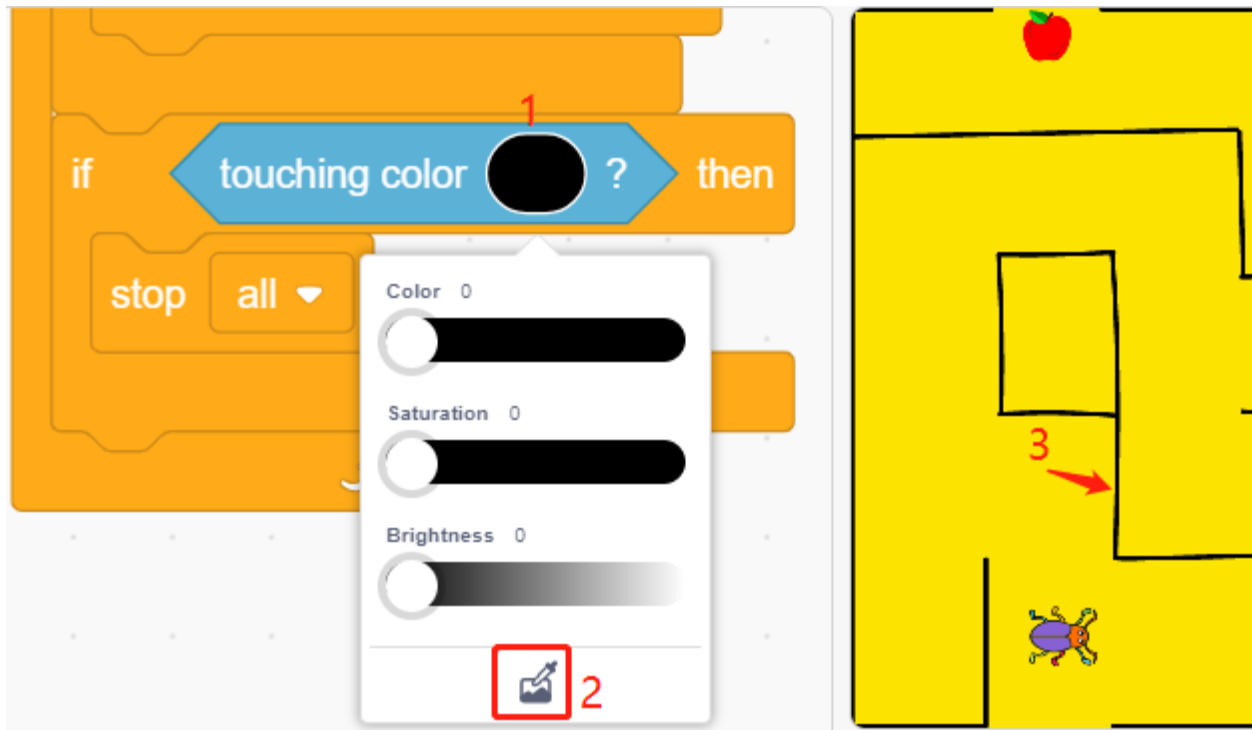 1
if touching color ? then
stop all
Color 0
Saturation 0
Brightness 0
2
3